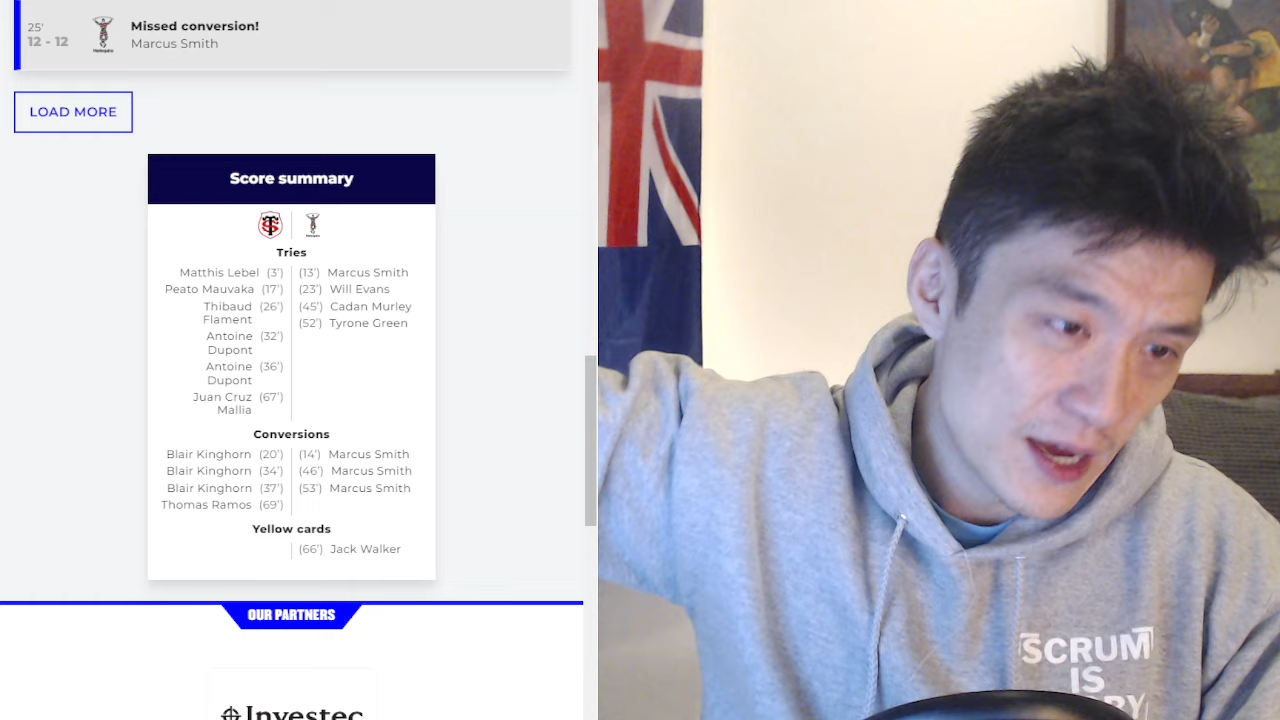 25'
12 - 12
Missed conversion!
Marcus Smith
LOAD MORE
Score summary
Tries
Matthis Lebel (3') (13') Marcus Smith
Peato Mauvaka (17') (23') Will Evans
Thibaud (26') (45') Cadan Murley
Flament (52') Tyrone Green
Antoine (32')
Dupont
Antoine (36')
Dupont
Juan Cruz (67')
Mallia
Conversions
Blair Kinghorn (20') (14') Marcus Smith
Blair Kinghorn (34') (46') Marcus Smith
Blair Kinghorn (37') (53') Marcus Smith
Thomas Ramos (69')
Yellow cards
(66') Jack Walker
OUR PARTNERS
Investec
SCRUM
IS